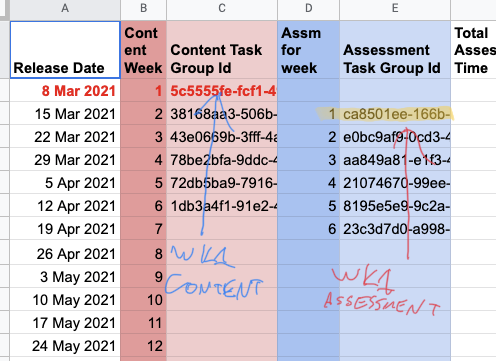 A B C D E
Release Date Cont ent Week Content Task Group Id Assm for week Assessment Task Group Id Total Asses Time
8 Mar 2021 1 5c5555fe-fcf1-4
15 Mar 2021 2 38168aa3-506b- 1 ca8501ee-166b-
22 Mar 2021 3 43e0669b-3fff-4 2 e0bc9af9-0cd3-4
29 Mar 2021 4 78be2bfa-9ddc- 3 aa849a81-e1f3-4
5 Apr 2021 5 72db5ba9-7916- 4 21074670-99ee-
12 Apr 2021 6 1db3a4f1-91e2-4 5 8195e5e9-9c2a-
19 Apr 2021 7 6 23c3d7d0-a998-
26 Apr 2021 8 WK1
3 May 2021 9 CONTENT WK1
10 May 2021 10 ASSESSMENT
17 May 2021 11
24 May 2021 12